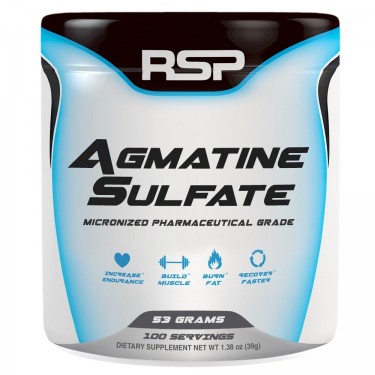 RSP
AGMATINE
SULFATE
MICRONIZED PHARMACEUTICAL GRADE
INCREASE* BUILD* BURN* RECOVER*
ENDURANCE MUSCLE FAT FASTER
53 GRAMS
100 SERVINGS
DIETARY SUPPLEMENT NET WT 1.38 oz (39g)